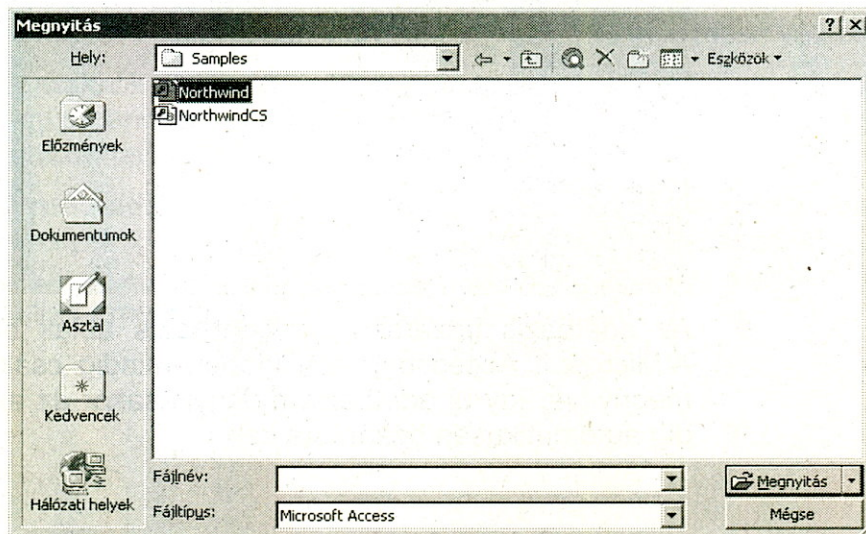 Megnyitás
Hely:
Samples
Eszközök
Northwind
NorthwindCS
Előzmények
Dokumentumok
Asztal
Kedvencek
Hálózati helyek
Fájlnév:
Megnyitás
Fájltípus:
Microsoft Access
Mégse